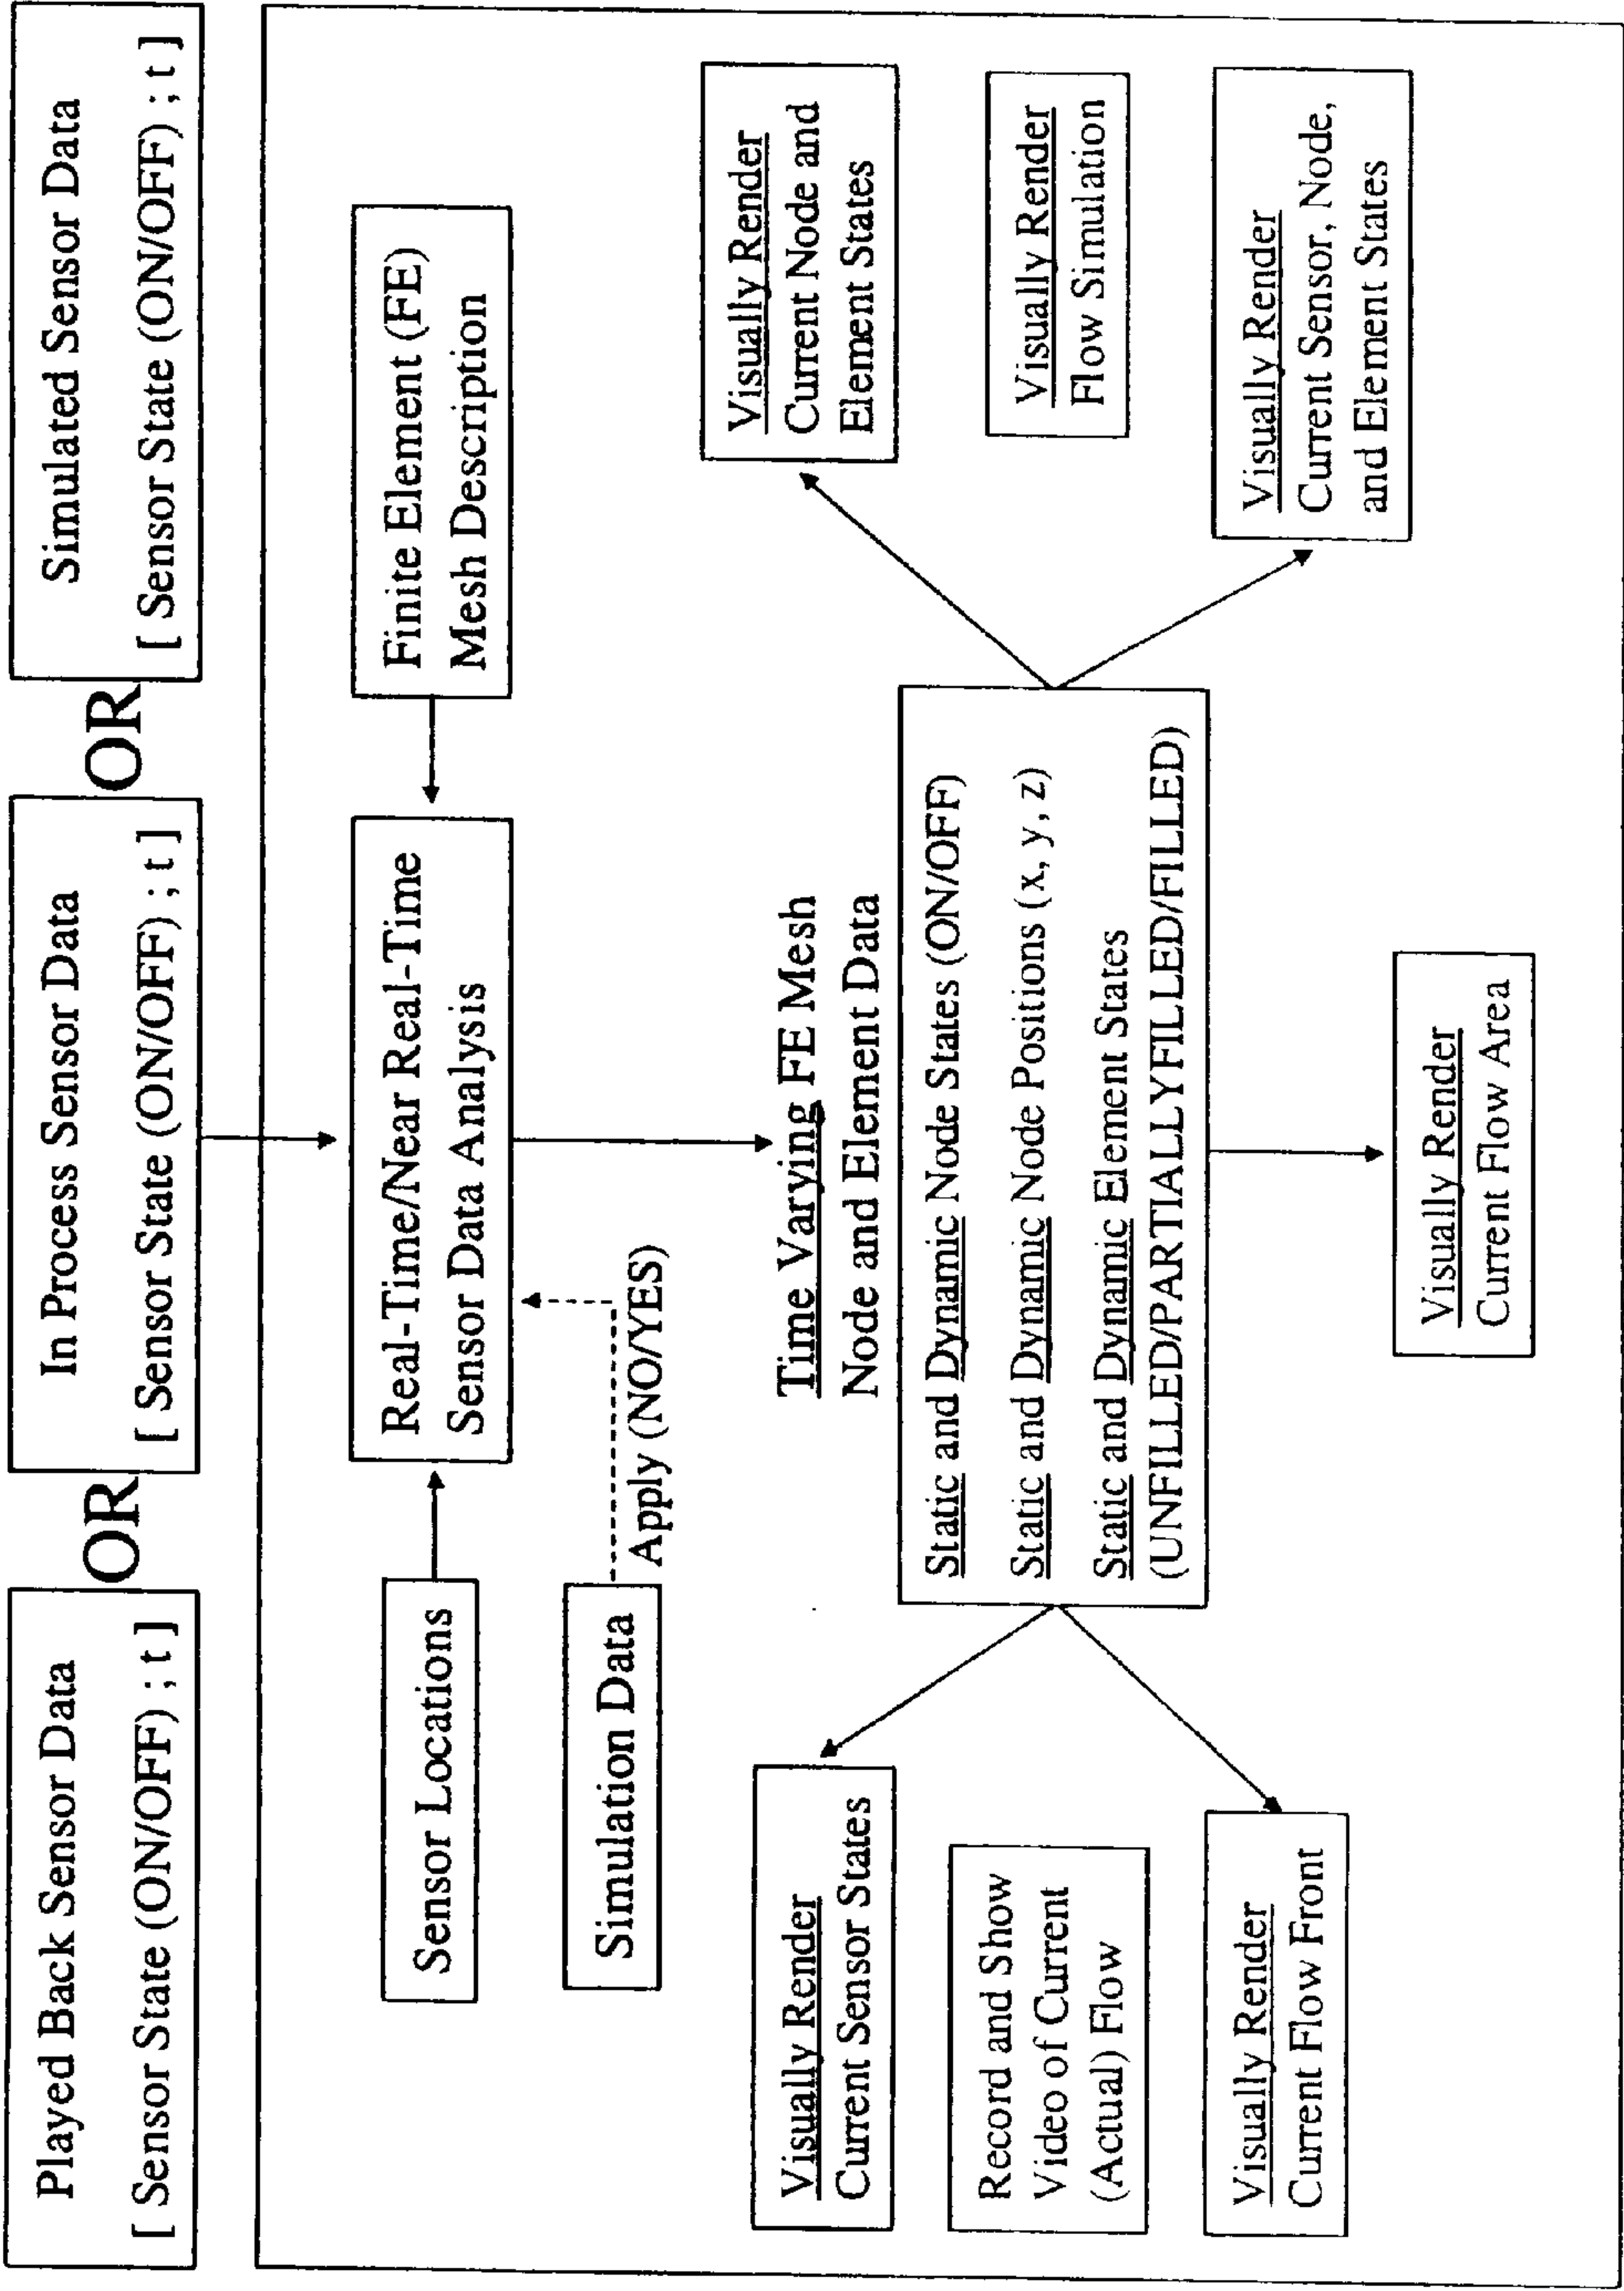 Played Back Sensor Data
[ Sensor State (ON/OFF) ; t ]
OR
In Process Sensor Data
[ Sensor State (ON/OFF) ; t ]
OR
Simulated Sensor Data
[ Sensor State (ON/OFF) ; t ]
Sensor Locations
Real-Time/Near Real-Time
Sensor Data Analysis
Finite Element (FE)
Mesh Description
Simulation Data
Apply (NO/YES)
Time Varying FE Mesh
Node and Element Data
Static and Dynamic Node States (ON/OFF)
Static and Dynamic Node Positions (x, y, z)
Static and Dynamic Element States
(UNFILLED/PARTIALLYFILLED/FILLED)
Visually Render
Current Sensor States
Record and Show
Video of Current
(Actual) Flow
Visually Render
Current Flow Front
Visually Render
Current Flow Area
Visually Render
Current Node and
Element States
Visually Render
Flow Simulation
Visually Render
Current Sensor, Node,
and Element States